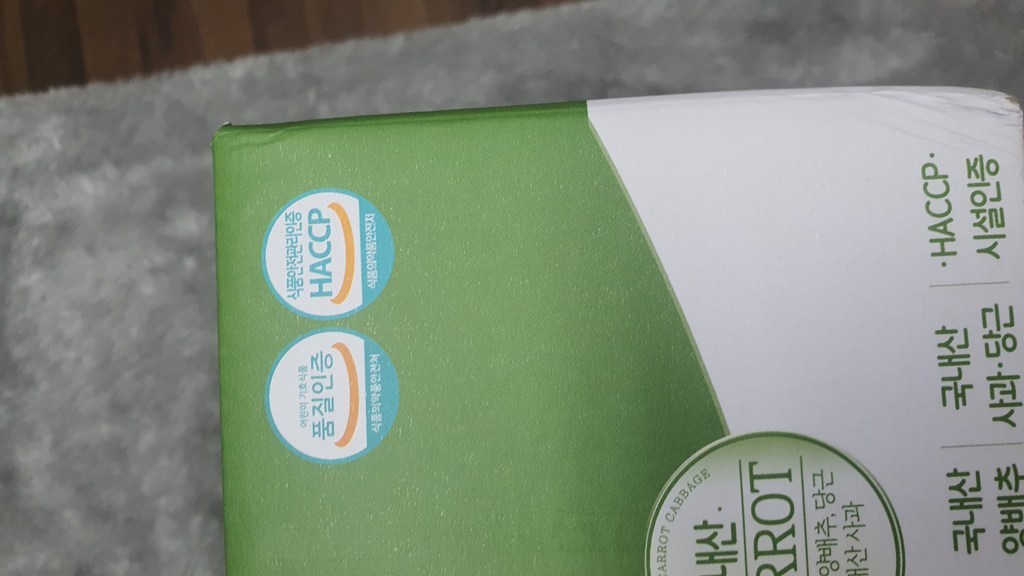 어린이 기호식품
품질인증
식품의약품안전처
식품안전관리인증
HACCP
식품의약품안전처
국내산
양배추
국내산
사과·당근
·HACCP·
시설인증
CARROT CABBAGE
내산·
RROT
양배추, 당근
내산 사과